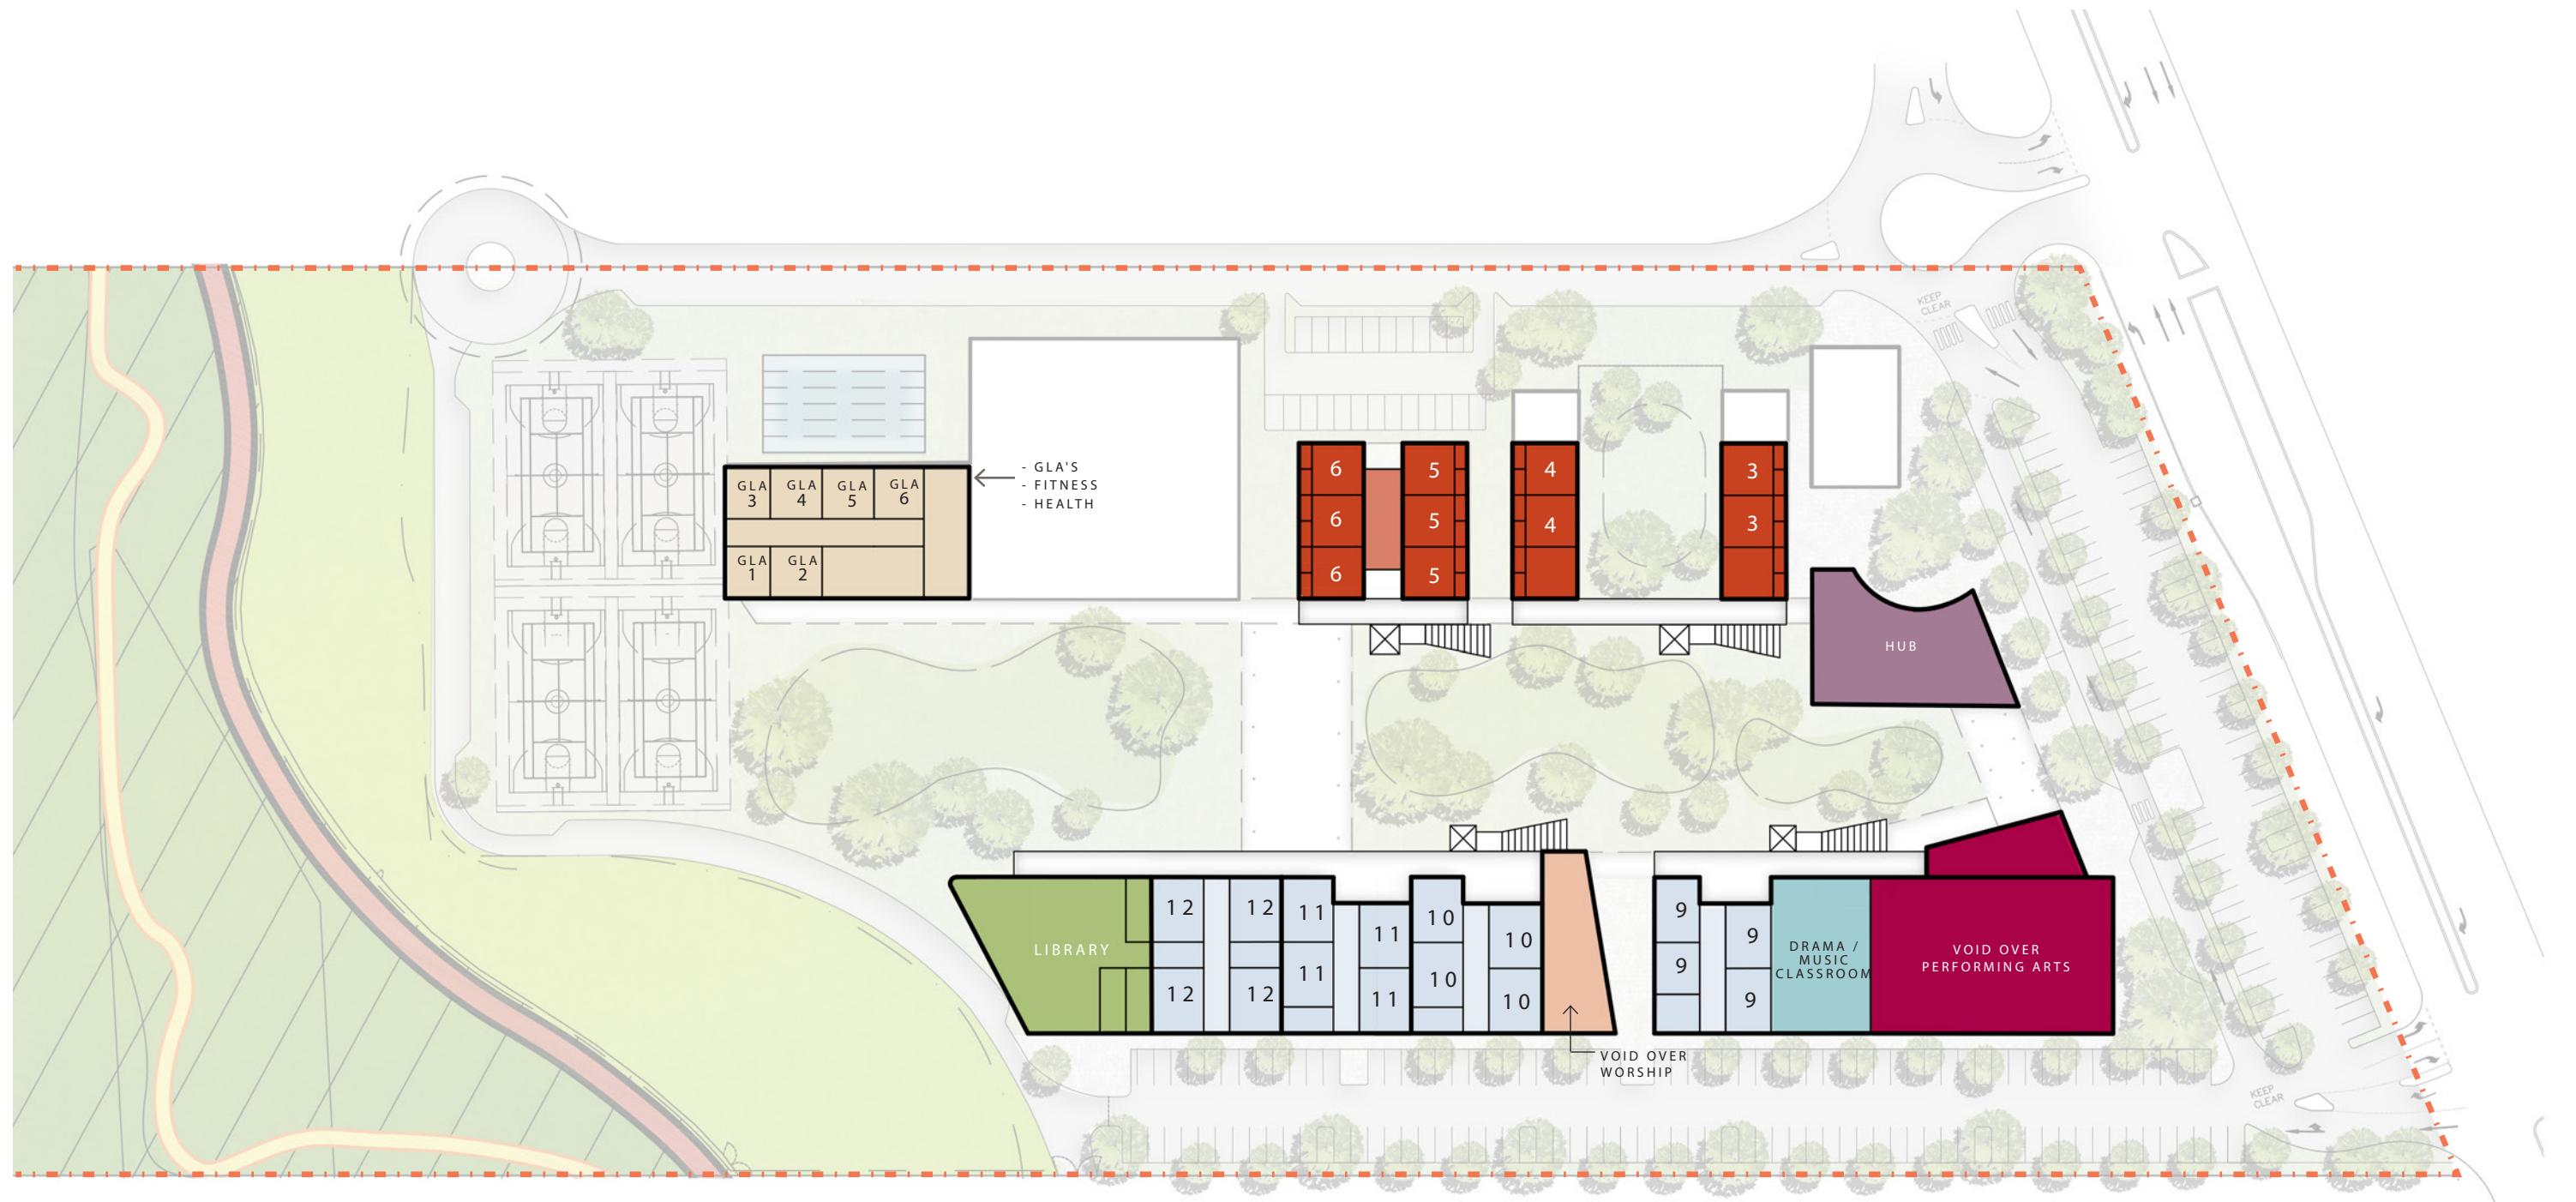 KEEP
CLEAR
- GLA'S
- FITNESS
- HEALTH
GLA
3
GLA
4
GLA
5
GLA
6
GLA
1
GLA
2
6
6
6
5
5
5
4
4
3
3
HUB
LIBRARY
12
12
12
12
11
11
11
11
10
10
10
10
VOID OVER
WORSHIP
9
9
9
9
DRAMA /
MUSIC
CLASSROOM
VOID OVER
PERFORMING ARTS
KEEP
CLEAR